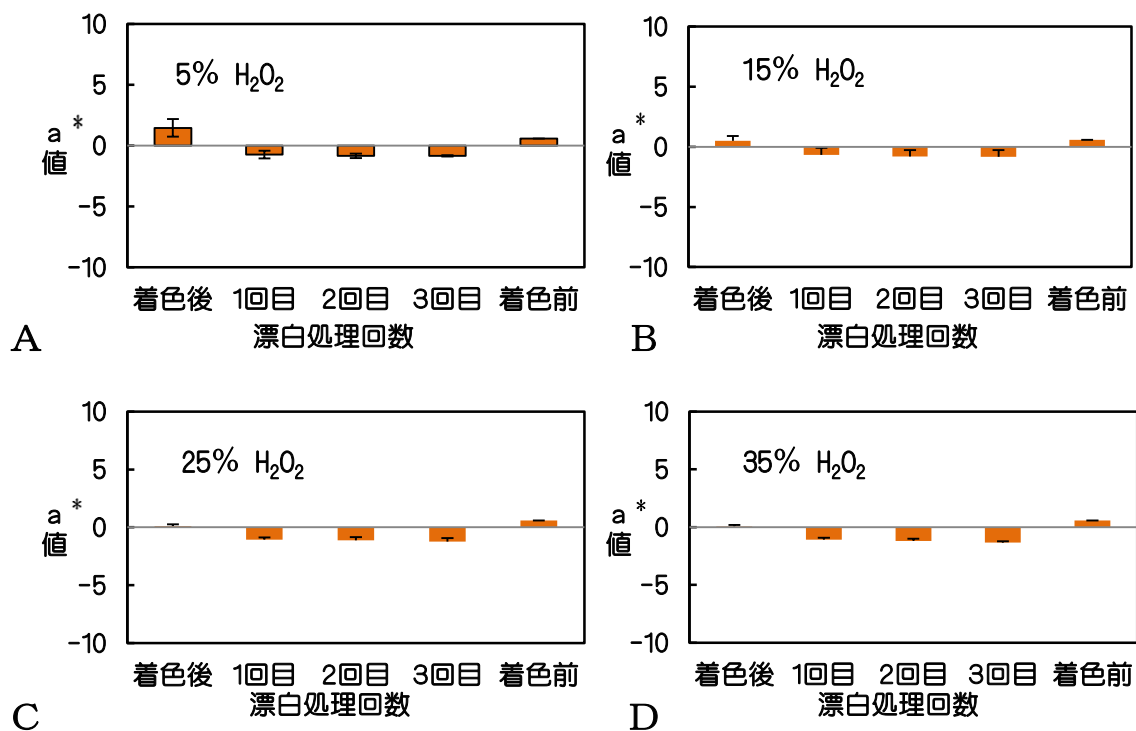 10
5% H₂O₂
5
a*
値
0
−5
−10
着色後 1回目 2回目 3回目 着色前
漂白処理回数
A
10
15% H₂O₂
5
a*
値
0
−5
−10
着色後 1回目 2回目 3回目 着色前
漂白処理回数
B
10
25% H₂O₂
5
a*
値
0
−5
−10
着色後 1回目 2回目 3回目 着色前
漂白処理回数
C
10
35% H₂O₂
5
a*
値
0
−5
−10
着色後 1回目 2回目 3回目 着色前
漂白処理回数
D